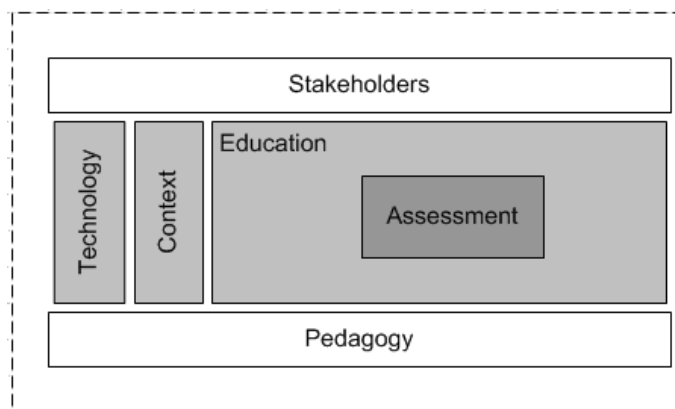 Stakeholders
Technology
Context
Education
Assessment
Pedagogy